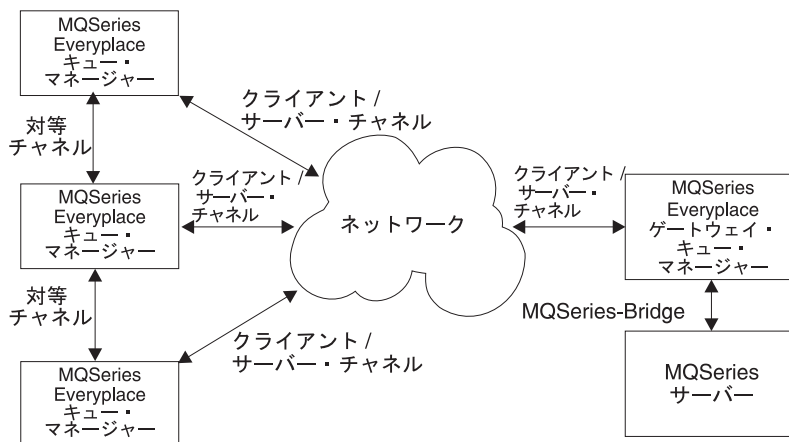 MQSeries
Everyplace
キュー・
マネージャー
対等
チャネル
MQSeries
Everyplace
キュー・
マネージャー
対等
チャネル
MQSeries
Everyplace
キュー・
マネージャー
クライアント /
サーバー・チャネル
クライアント /
サーバー・
チャネル
クライアント /
サーバー・チャネル
ネットワーク
クライアント /
サーバー・
チャネル
MQSeries
Everyplace
ゲートウェイ・
キュー・
マネージャー
MQSeries-Bridge
MQSeries
サーバー